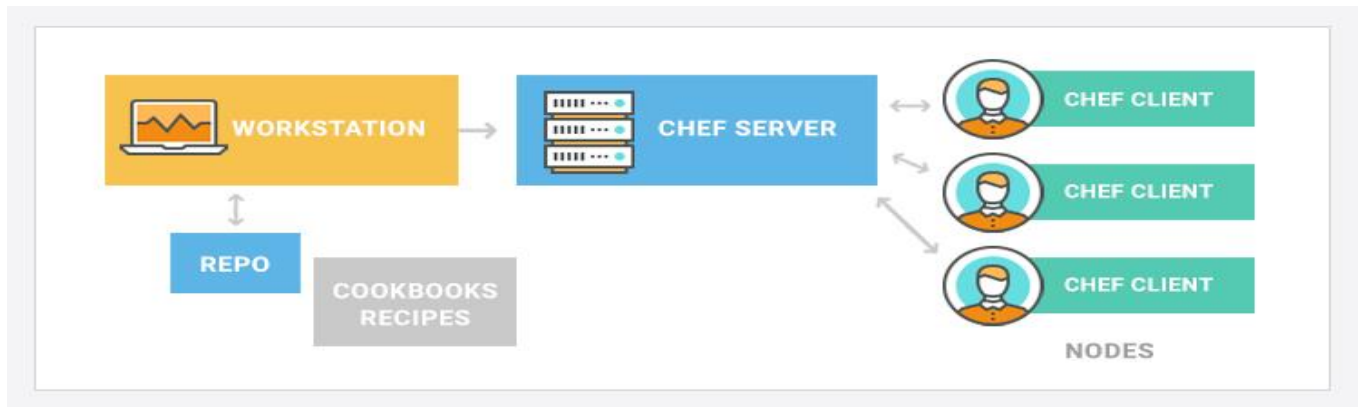 WORKSTATION
CHEF SERVER
CHEF CLIENT
CHEF CLIENT
CHEF CLIENT
REPO
COOKBOOKS
RECIPES
NODES